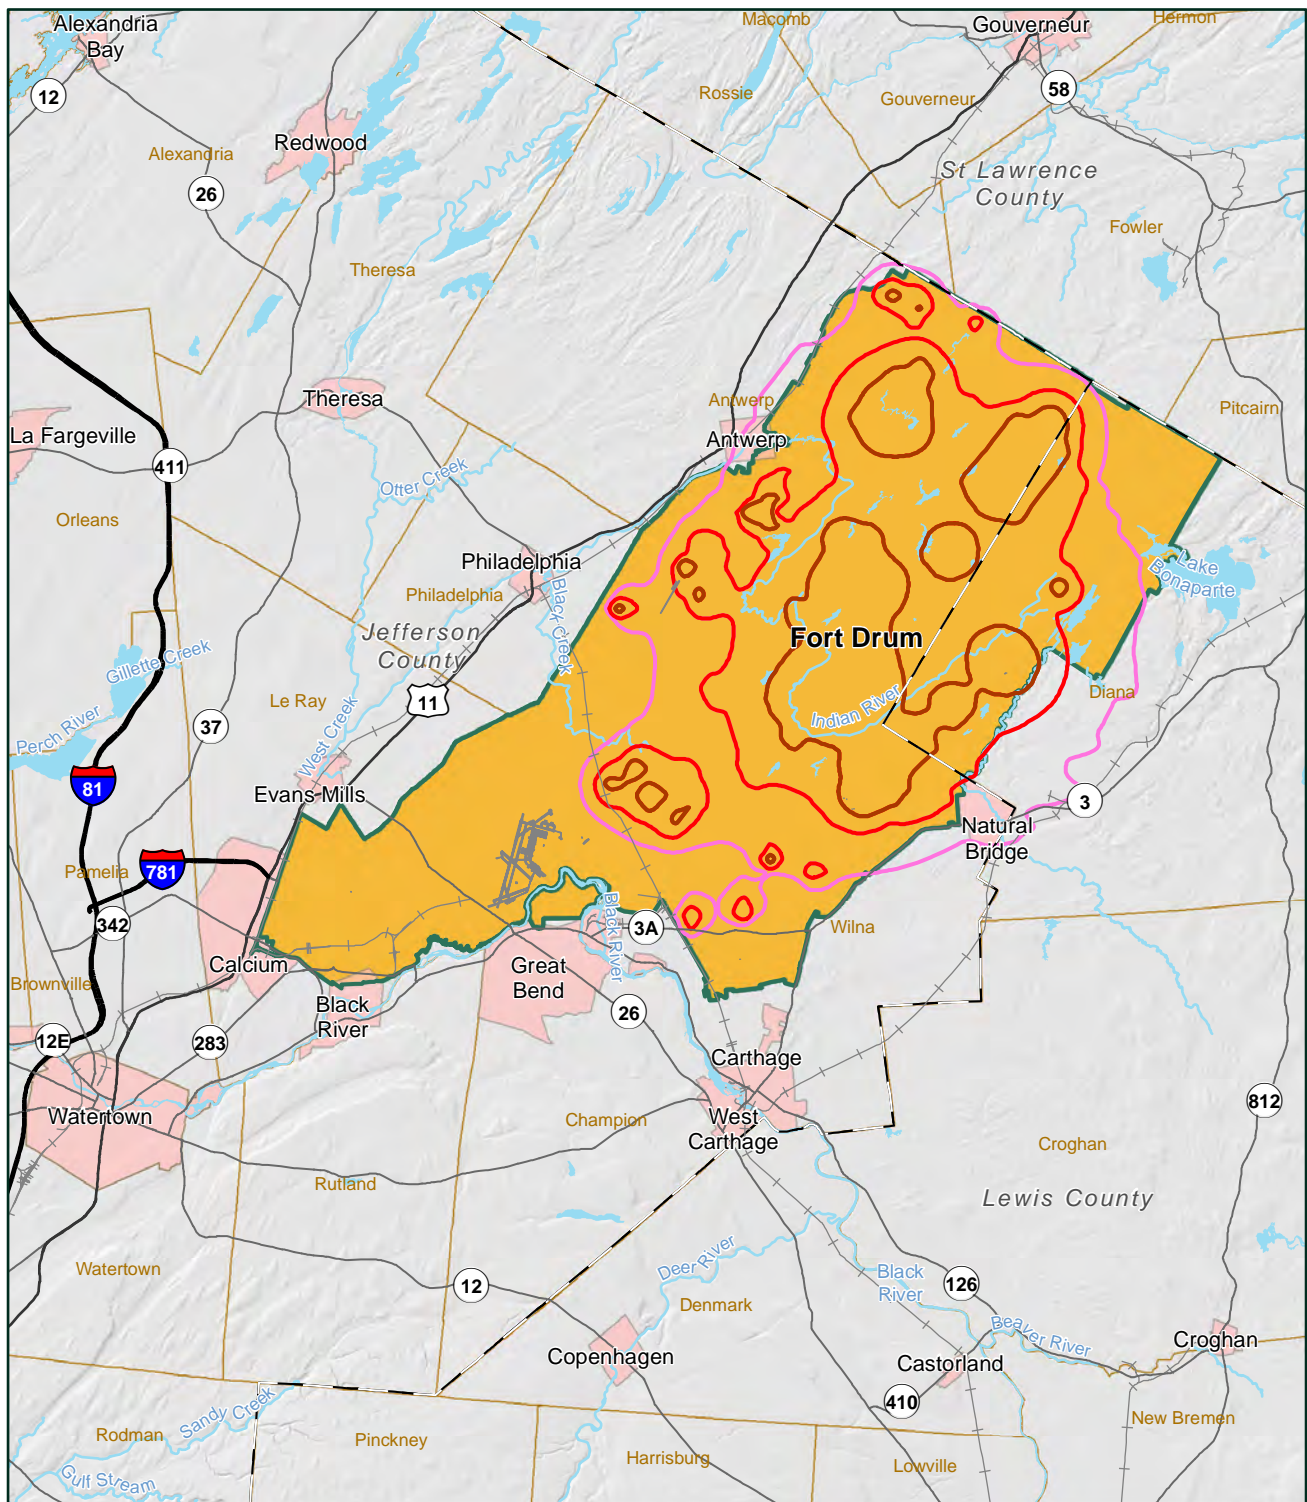 Alexandria
Bay
Macomb
Gouverneur
Hermon
12
Rossie
Gouverneur
58
Redwood
Alexandria
26
St Lawrence
County
Fowler
Theresa
Theresa
Antwerp
Pitcairn
La Fargeville
Antwerp
411
Otter Creek
Orleans
Philadelphia
Philadelphia
Black Creek
Lake
Bonaparte
Jefferson
County
Fort Drum
Gillette Creek
Le Ray
11
Diana
Perch River
37
West Creek
Indian River
81
Evans Mills
3
Natural
Bridge
Pamelia
781
342
Black River
3A
Wilna
Calcium
Great
Bend
Brownville
Black
River
26
12E
283
Carthage
Watertown
West
Carthage
Champion
812
Croghan
Rutland
Lewis County
Watertown
Deer River
12
Black
River
126
Denmark
Beaver River
Croghan
Copenhagen
Castorland
410
Sandy Creek
Rodman
Pinckney
New Bremen
Harrisburg
Lowville
Gulf Stream